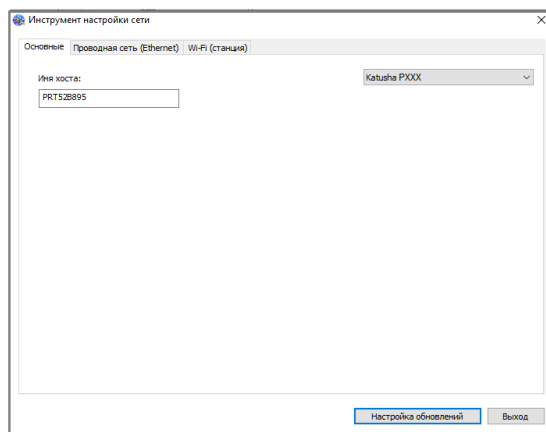 Инструмент настройки сети
Основные Проводная сеть (Ethernet) Wi-Fi (станция)
Имя хоста: Katusha PXXX
PRT52B895
Настройка обновлений Выход